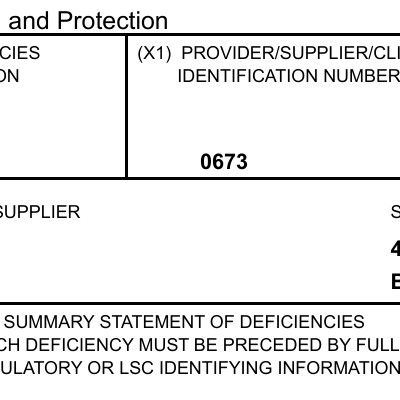 and Protection
CIES
ON
(X1) PROVIDER/SUPPLIER/CLI
IDENTIFICATION NUMBER
0673
SUPPLIER
S
4
E
SUMMARY STATEMENT OF DEFICIENCIES
CH DEFICIENCY MUST BE PRECEDED BY FULL
ULATORY OR LSC IDENTIFYING INFORMATION